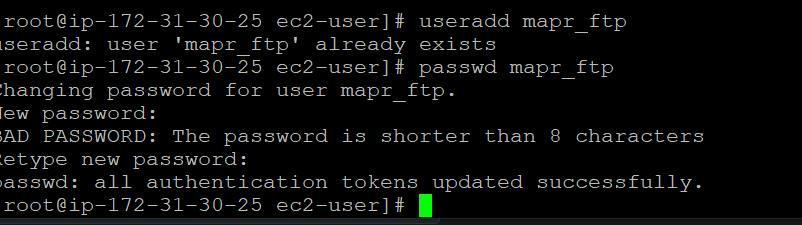 root@ip-172-31-30-25 ec2-user]# useradd mapr_ftp
useradd: user 'mapr_ftp' already exists
root@ip-172-31-30-25 ec2-user]# passwd mapr_ftp
Changing password for user mapr_ftp.
New password:
BAD PASSWORD: The password is shorter than 8 characters
Retype new password:
passwd: all authentication tokens updated successfully.
root@ip-172-31-30-25 ec2-user]#